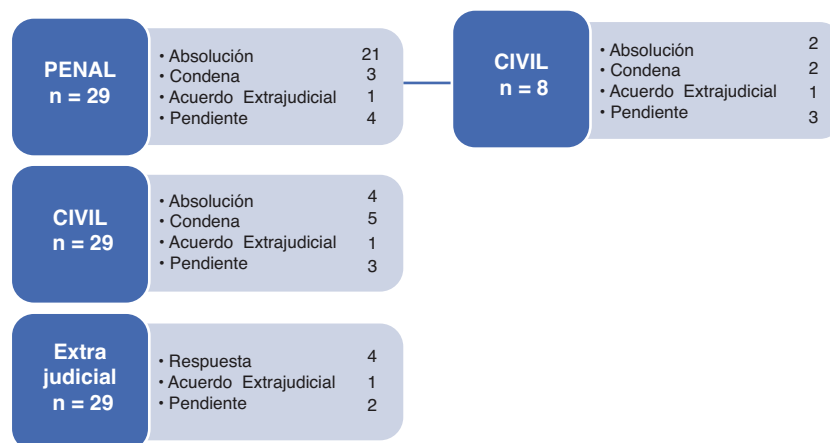 PENAL
n = 29
• Absolución 21
• Condena 3
• Acuerdo Extrajudicial 1
• Pendiente 4
CIVIL
n = 8
• Absolución 2
• Condena 2
• Acuerdo Extrajudicial 1
• Pendiente 3
CIVIL
n = 29
• Absolución 4
• Condena 5
• Acuerdo Extrajudicial 1
• Pendiente 3
Extra
judicial
n = 29
• Respuesta 4
• Acuerdo Extrajudicial 1
• Pendiente 2